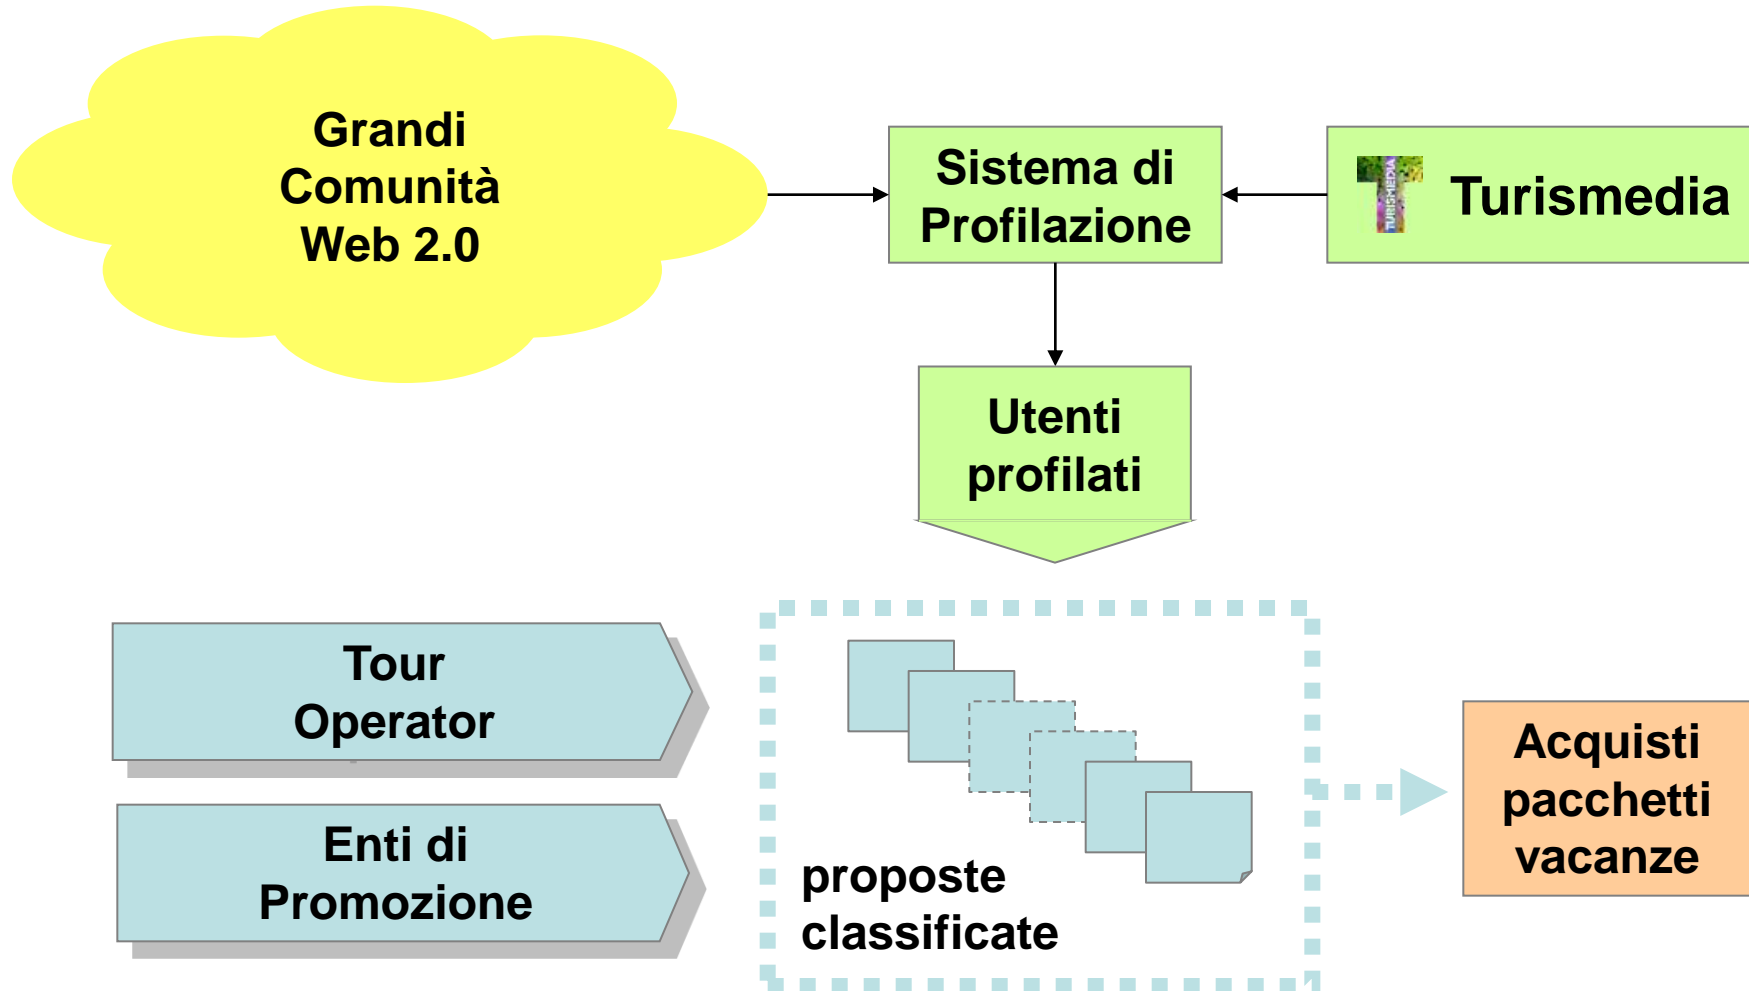 Grandi
Comunità
Web 2.0
Sistema di
Profilazione
TURISMEDIA
Turismedia
Utenti
profilati
Tour
Operator
Enti di
Promozione
proposte
classificate
Acquisti
pacchetti
vacanze